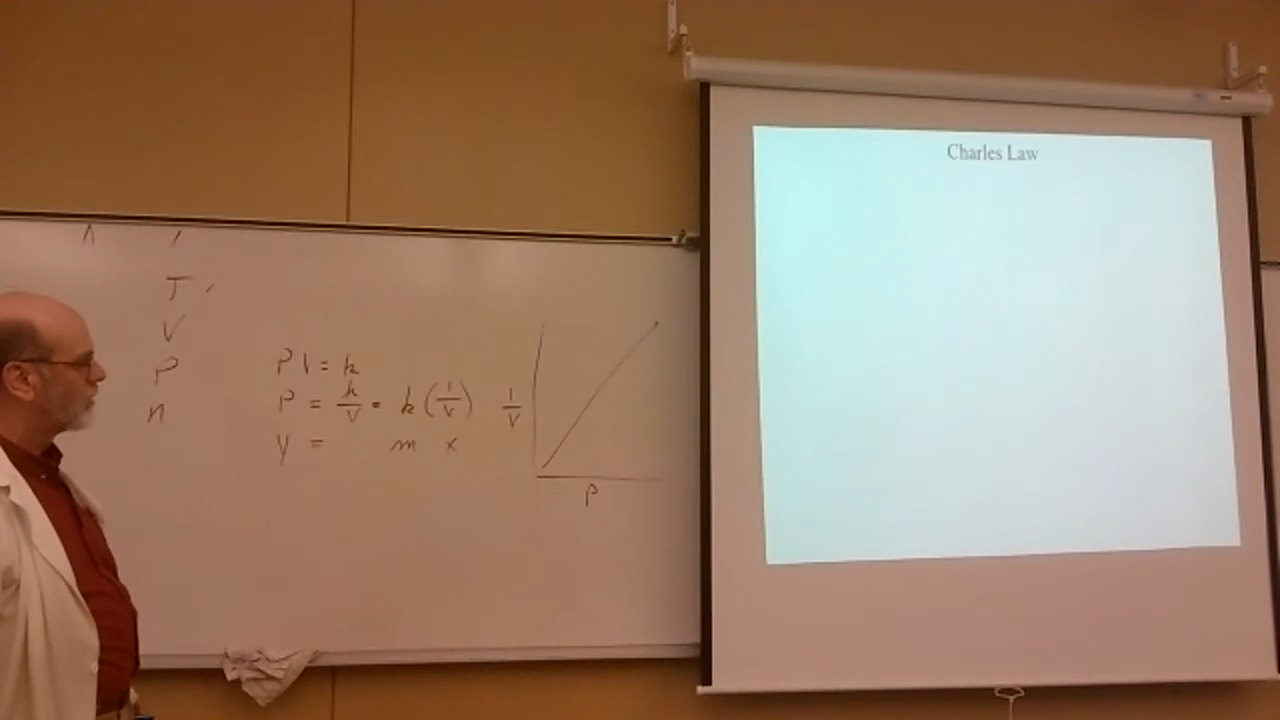 T
V
P
n
PV = k
P = k/V = k (1/V)
y = m x
1/V
P
Charles Law